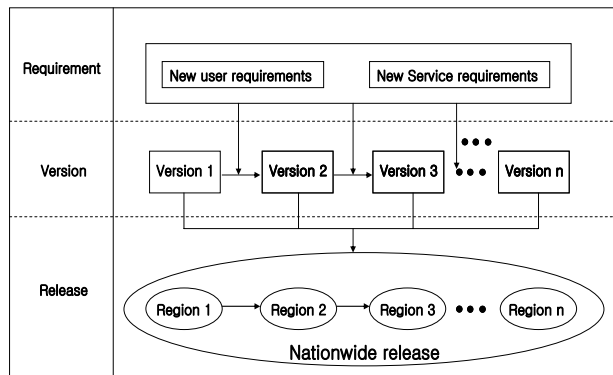 Requirement
New user requirements
New Service requirements
Version
Version 1
Version 2
Version 3
Version n
Release
Region 1
Region 2
Region 3
Region n
Nationwide release